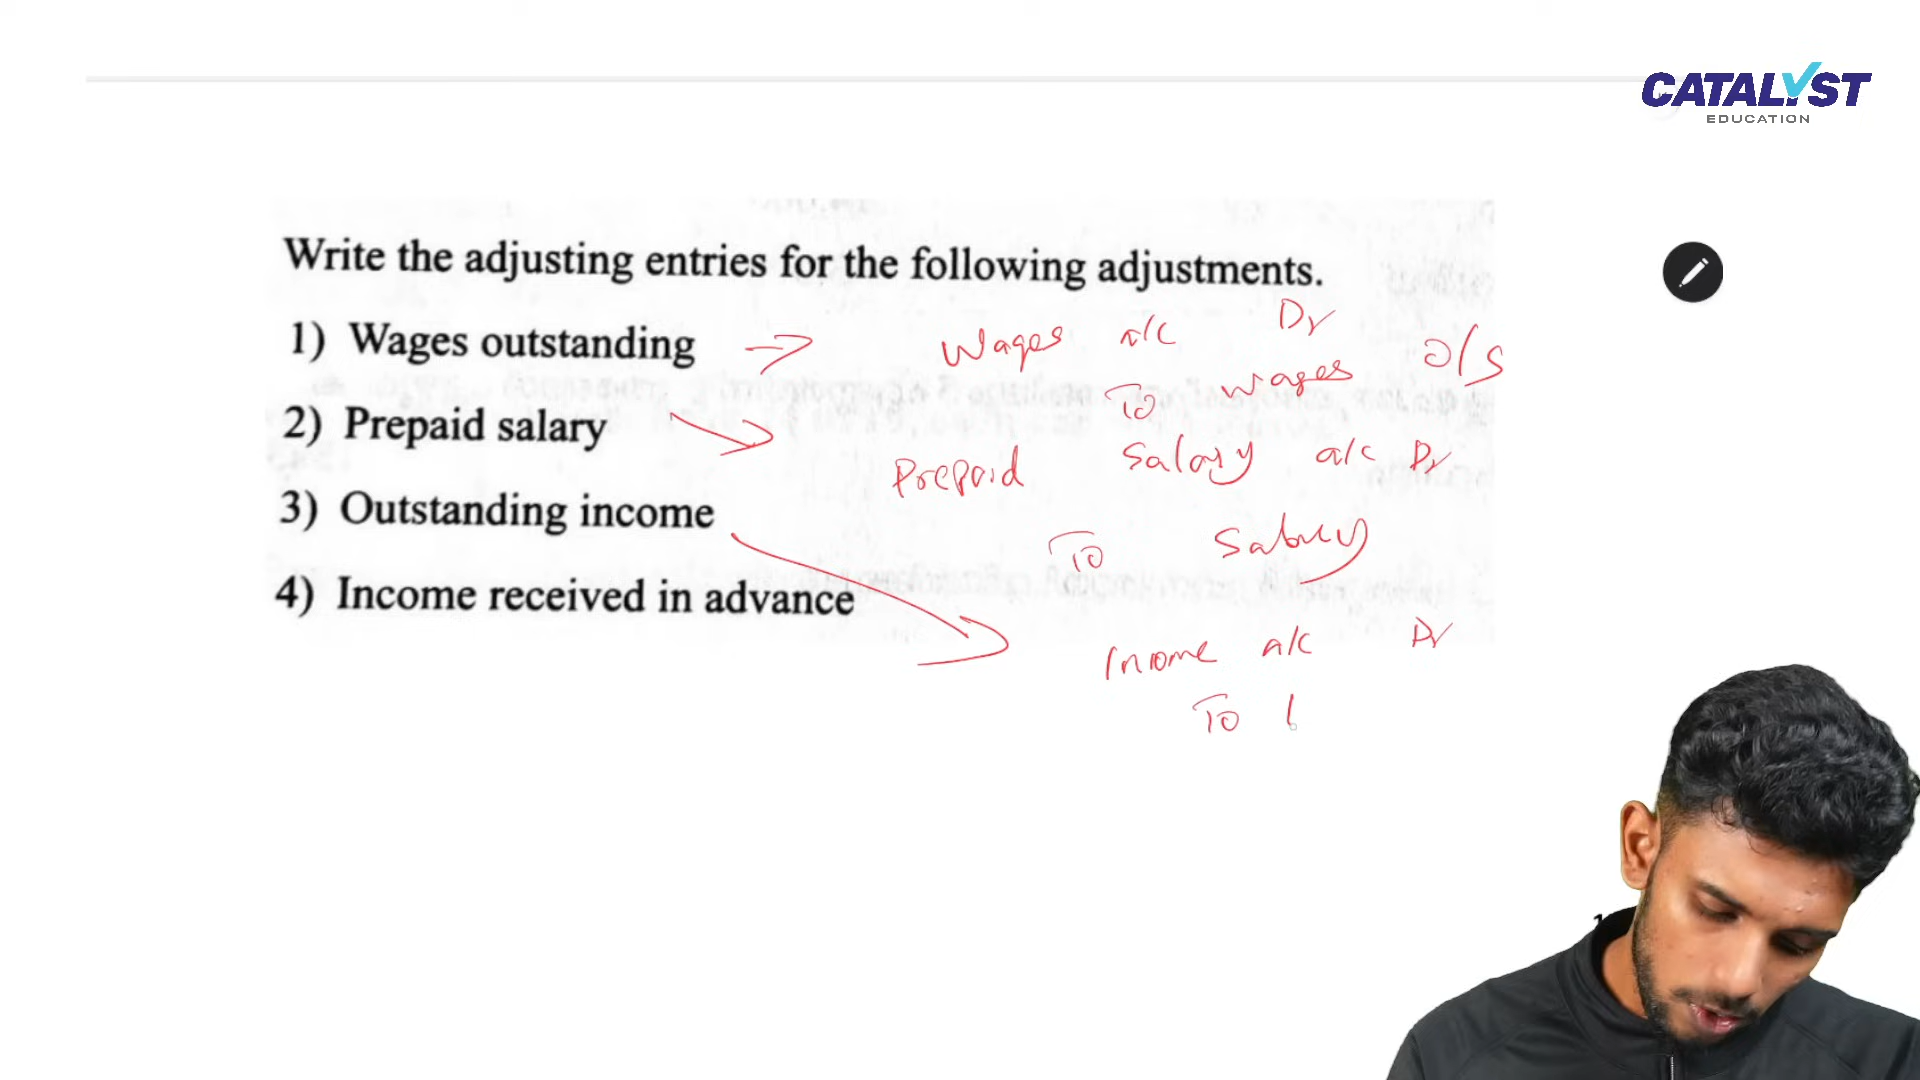 CATALYST
EDUCATION
Write the adjusting entries for the following adjustments.
1) Wages outstanding
Wages a/c Dr
To wages o/s
2) Prepaid salary
Prepaid Salary a/c Dr
To Salary
3) Outstanding income
Income a/c Dr
To
4) Income received in advance